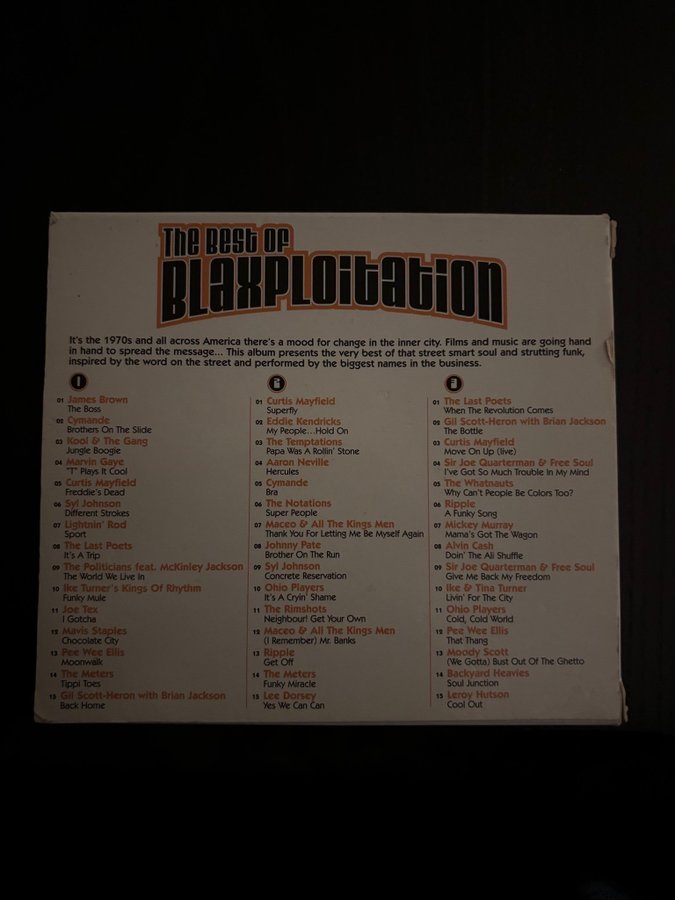 The Best Of
Blaxploitation
It's the 1970s and all across America there's a mood for change in the inner city. Films and music are going hand
in hand to spread the message... This album presents the very best of that street smart soul and strutting funk,
inspired by the word on the street and performed by the biggest names in the business.
1
01 James Brown
The Boss
02 Cymande
Brothers On The Slide
03 Kool & The Gang
Jungle Boogie
04 Marvin Gaye
"T" Plays It Cool
05 Curtis Mayfield
Freddie's Dead
06 Syl Johnson
Different Strokes
07 Lightnin' Rod
Sport
08 The Last Poets
It's A Trip
09 The Politicians feat. McKinley Jackson
The World We Live In
10 Ike Turner's Kings Of Rhythm
Funky Mule
11 Joe Tex
I Gotcha
12 Mavis Staples
Chocolate City
13 Pee Wee Ellis
Moonwalk
14 The Meters
Tippi Toes
15 Gil Scott-Heron with Brian Jackson
Back Home
2
01 Curtis Mayfield
Superfly
02 Eddie Kendricks
My People...Hold On
03 The Temptations
Papa Was A Rollin' Stone
04 Aaron Neville
Hercules
05 Cymande
Bra
06 The Notations
Super People
07 Maceo & All The Kings Men
Thank You For Letting Me Be Myself Again
08 Johnny Pate
Brother On The Run
09 Syl Johnson
Concrete Reservation
10 Ohio Players
It's A Cryin' Shame
11 The Rimshots
Neighbour! Get Your Own
12 Maceo & All The Kings Men
(I Remember) Mr. Banks
13 Ripple
Get Off
14 The Meters
Funky Miracle
15 Lee Dorsey
Yes We Can Can
3
01 The Last Poets
When The Revolution Comes
02 Gil Scott-Heron with Brian Jackson
The Bottle
03 Curtis Mayfield
Move On Up (live)
04 Sir Joe Quarterman & Free Soul
I've Got So Much Trouble In My Mind
05 The Whatnauts
Why Can't People Be Colors Too?
06 Ripple
A Funky Song
07 Mickey Murray
Mama's Got The Wagon
08 Alvin Cash
Doin' The Ali Shuffle
09 Sir Joe Quarterman & Free Soul
Give Me Back My Freedom
10 Ike & Tina Turner
Livin' For The City
11 Ohio Players
Cold, Cold World
12 Pee Wee Ellis
That Thang
13 Moody Scott
(We Gotta) Bust Out Of The Ghetto
14 Backyard Heavies
Soul Junction
15 Leroy Hutson
Cool Out